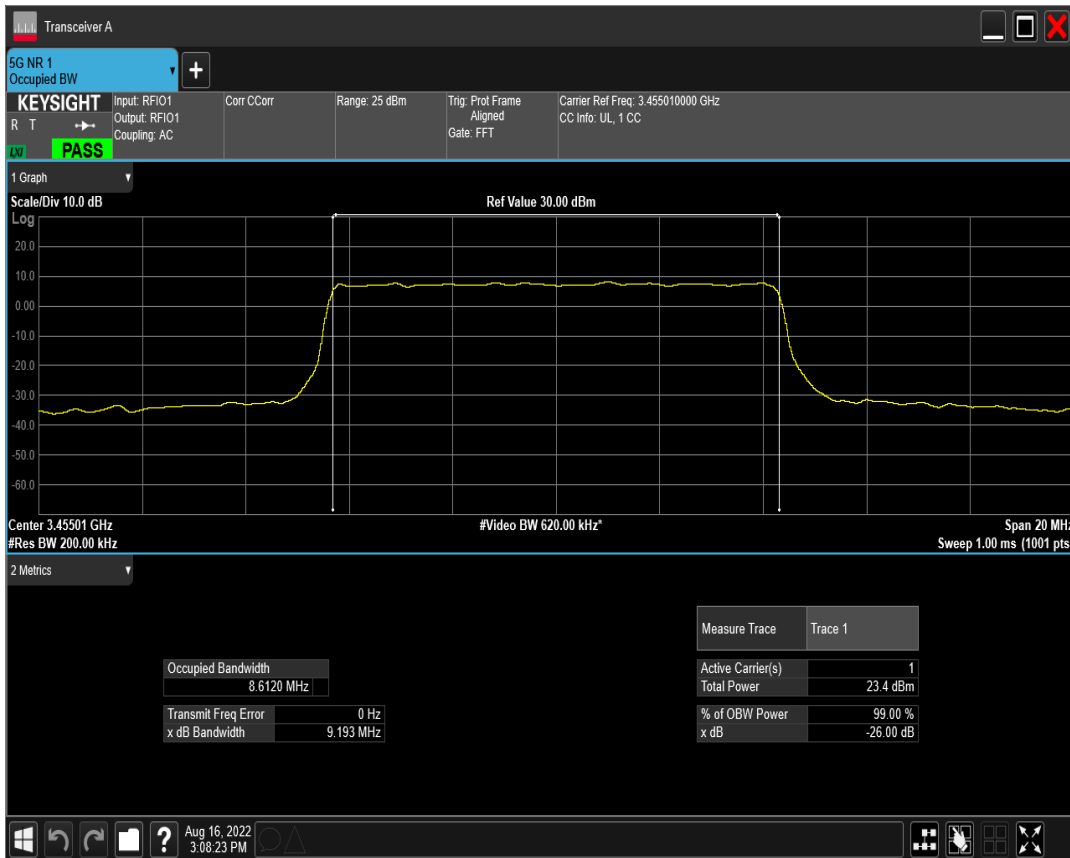 Transceiver A
5G NR 1
Occupied BW
KEYSIGHT
R T
LXI
PASS
Input: RFIO1
Output: RFIO1
Coupling: AC
Corr CCorr
Range: 25 dBm
Trig: Prot Frame
Aligned
Gate: FFT
Carrier Ref Freq: 3.455010000 GHz
CC Info: UL, 1 CC
1 Graph
Scale/Div 10.0 dB
Ref Value 30.00 dBm
Log
20.0
10.0
0.00
-10.0
-20.0
-30.0
-40.0
-50.0
-60.0
Center 3.45501 GHz
#Video BW 620.00 kHz*
Span 20 MHz
#Res BW 200.00 kHz
Sweep 1.00 ms (1001 pts
2 Metrics
Measure Trace Trace 1
Occupied Bandwidth
8.6120 MHz
Active Carrier(s) 1
Total Power 23.4 dBm
Transmit Freq Error 0 Hz
x dB Bandwidth 9.193 MHz
% of OBW Power 99.00 %
x dB -26.00 dB
?
Aug 16, 2022
3:08:23 PM